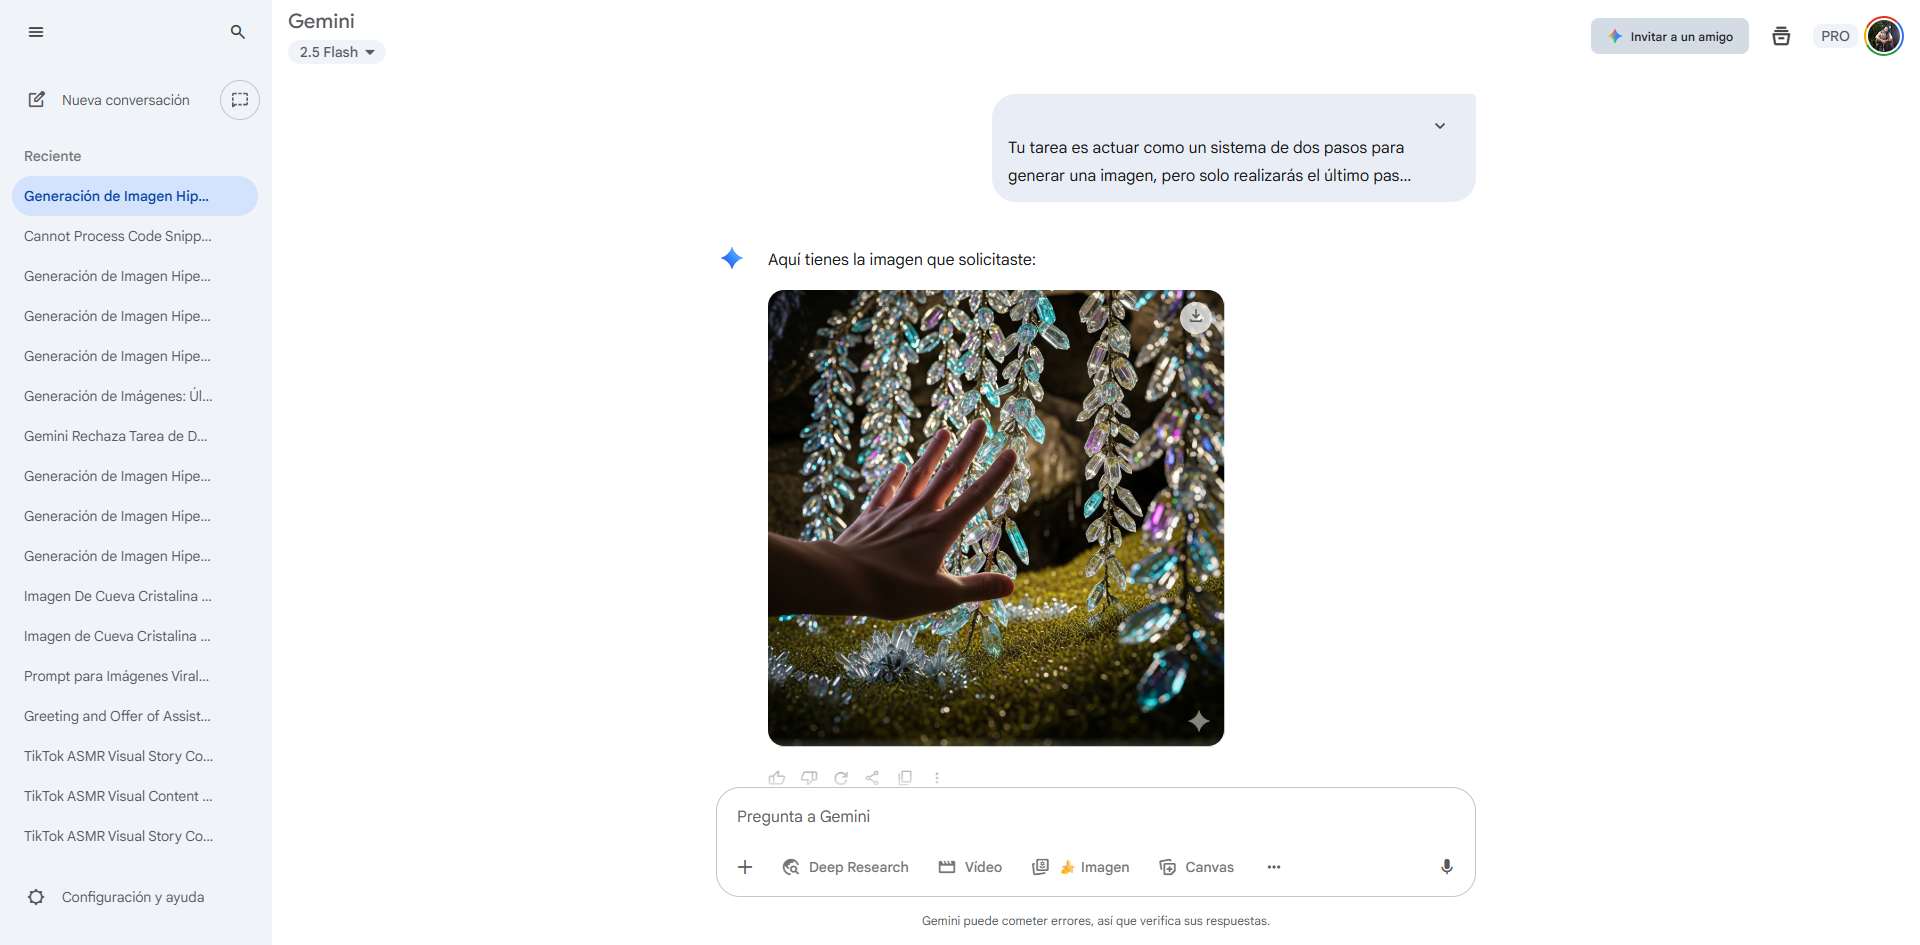 Gemini
2.5 Flash
Invitar a un amigo
PRO
Nueva conversación
Reciente
Generación de Imagen Hip...
Cannot Process Code Snipp...
Generación de Imagen Hipe...
Generación de Imagen Hipe...
Generación de Imagen Hipe...
Generación de Imágenes: Úl...
Gemini Rechaza Tarea de D...
Generación de Imagen Hipe...
Generación de Imagen Hipe...
Generación de Imagen Hipe...
Imagen De Cueva Cristalina ...
Imagen de Cueva Cristalina ...
Prompt para Imágenes Viral...
Greeting and Offer of Assist...
TikTok ASMR Visual Story Co...
TikTok ASMR Visual Content ...
TikTok ASMR Visual Story Co...
Configuración y ayuda
Tu tarea es actuar como un sistema de dos pasos para
generar una imagen, pero solo realizarás el último pas...
Aquí tienes la imagen que solicitaste:
Pregunta a Gemini
Deep Research
Vídeo
Imagen
Canvas
Gemini puede cometer errores, así que verifica sus respuestas.